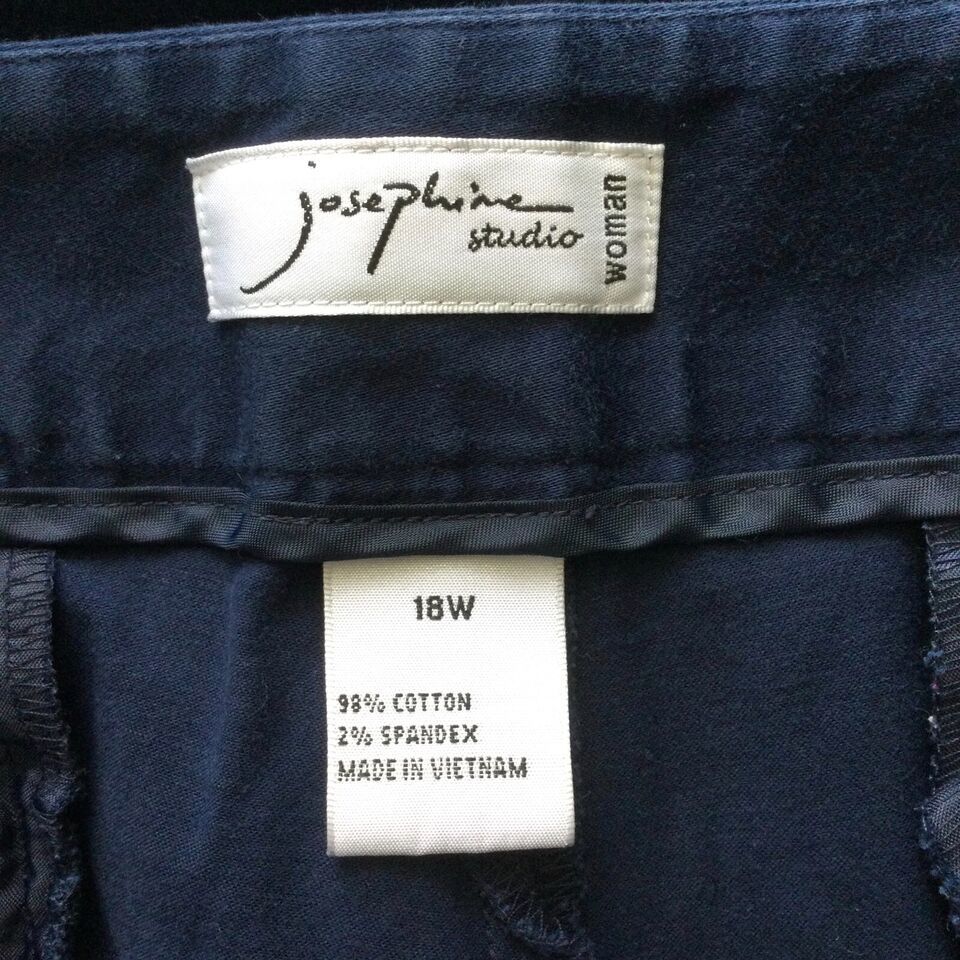 josephine
studio
woman
18W
98% COTTON
2% SPANDEX
MADE IN VIETNAM